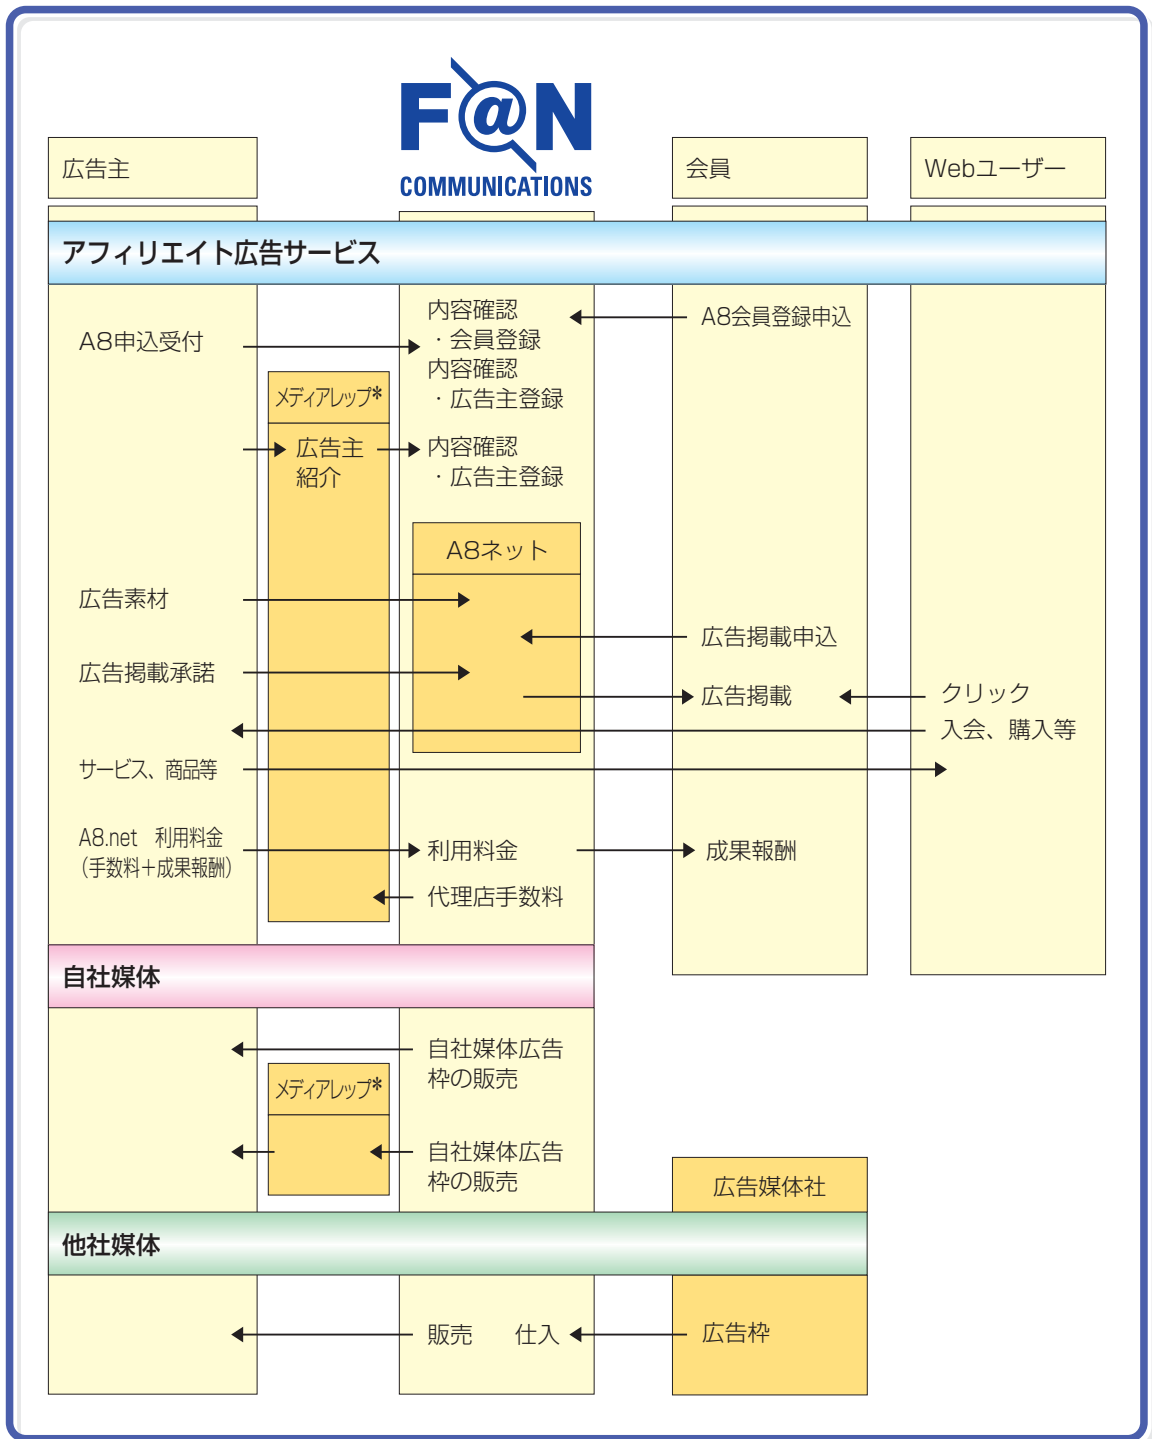 F@N
COMMUNICATIONS
広告主
会員
Webユーザー
アフィリエイト広告サービス
A8申込受付
内容確認
・会員登録
内容確認
・広告主登録
A8会員登録申込
メディアレップ*
広告主
紹介
内容確認
・広告主登録
A8ネット
広告素材
広告掲載申込
広告掲載承諾
広告掲載
クリック
入会、購入等
サービス、商品等
A8.net　利用料金
（手数料＋成果報酬）
利用料金
成果報酬
代理店手数料
自社媒体
自社媒体広告
枠の販売
メディアレップ*
自社媒体広告
枠の販売
広告媒体社
他社媒体
販売　仕入
広告枠